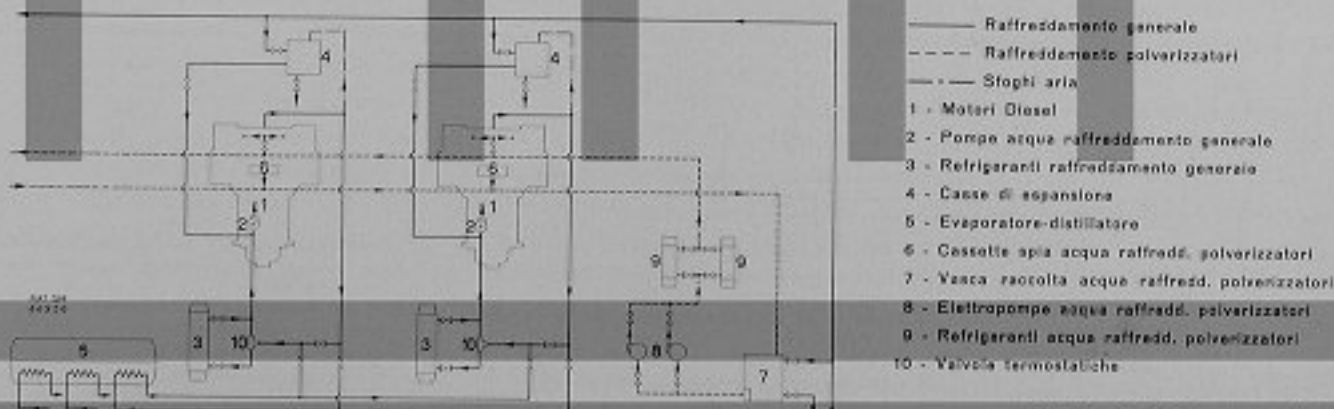 Raffreddamento generale
Raffreddamento polverizzatori
Sfoghi aria
1 - Motori Diesel
2 - Pompe acqua raffreddamento generale
3 - Refrigeranti raffreddamento generale
4 - Casse di espansione
5 - Evaporatore-distillatore
6 - Cassette spia acqua raffredd. polverizzatori
7 - Vasca raccolta acqua raffredd. polverizzatori
8 - Elettropompe acqua raffredd. polverizzatori
9 - Refrigeranti acqua raffredd. polverizzatori
10 - Valvole termostatiche
4
4
6
6
1
1
2
2
9
9
3
10
3
10
8
5
7